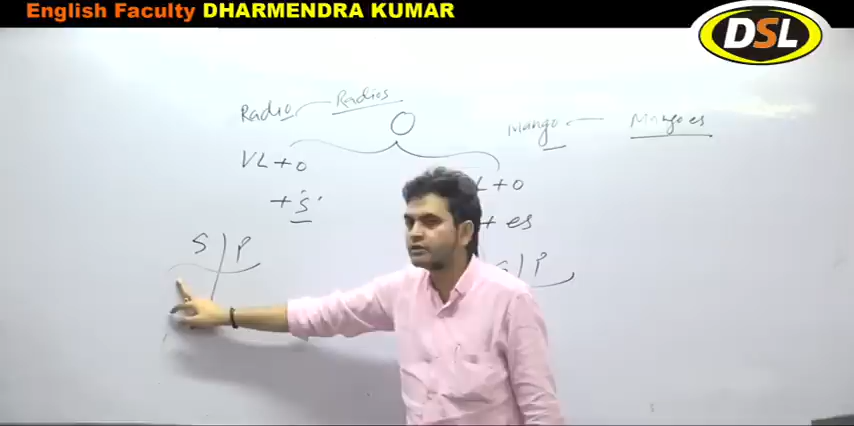 English Faculty DHARMENDRA KUMAR
DSL
Radio — Radios
O
Mango — Mangoes
VL + o
L + o
+ 's'
+ es
S | P
S | P